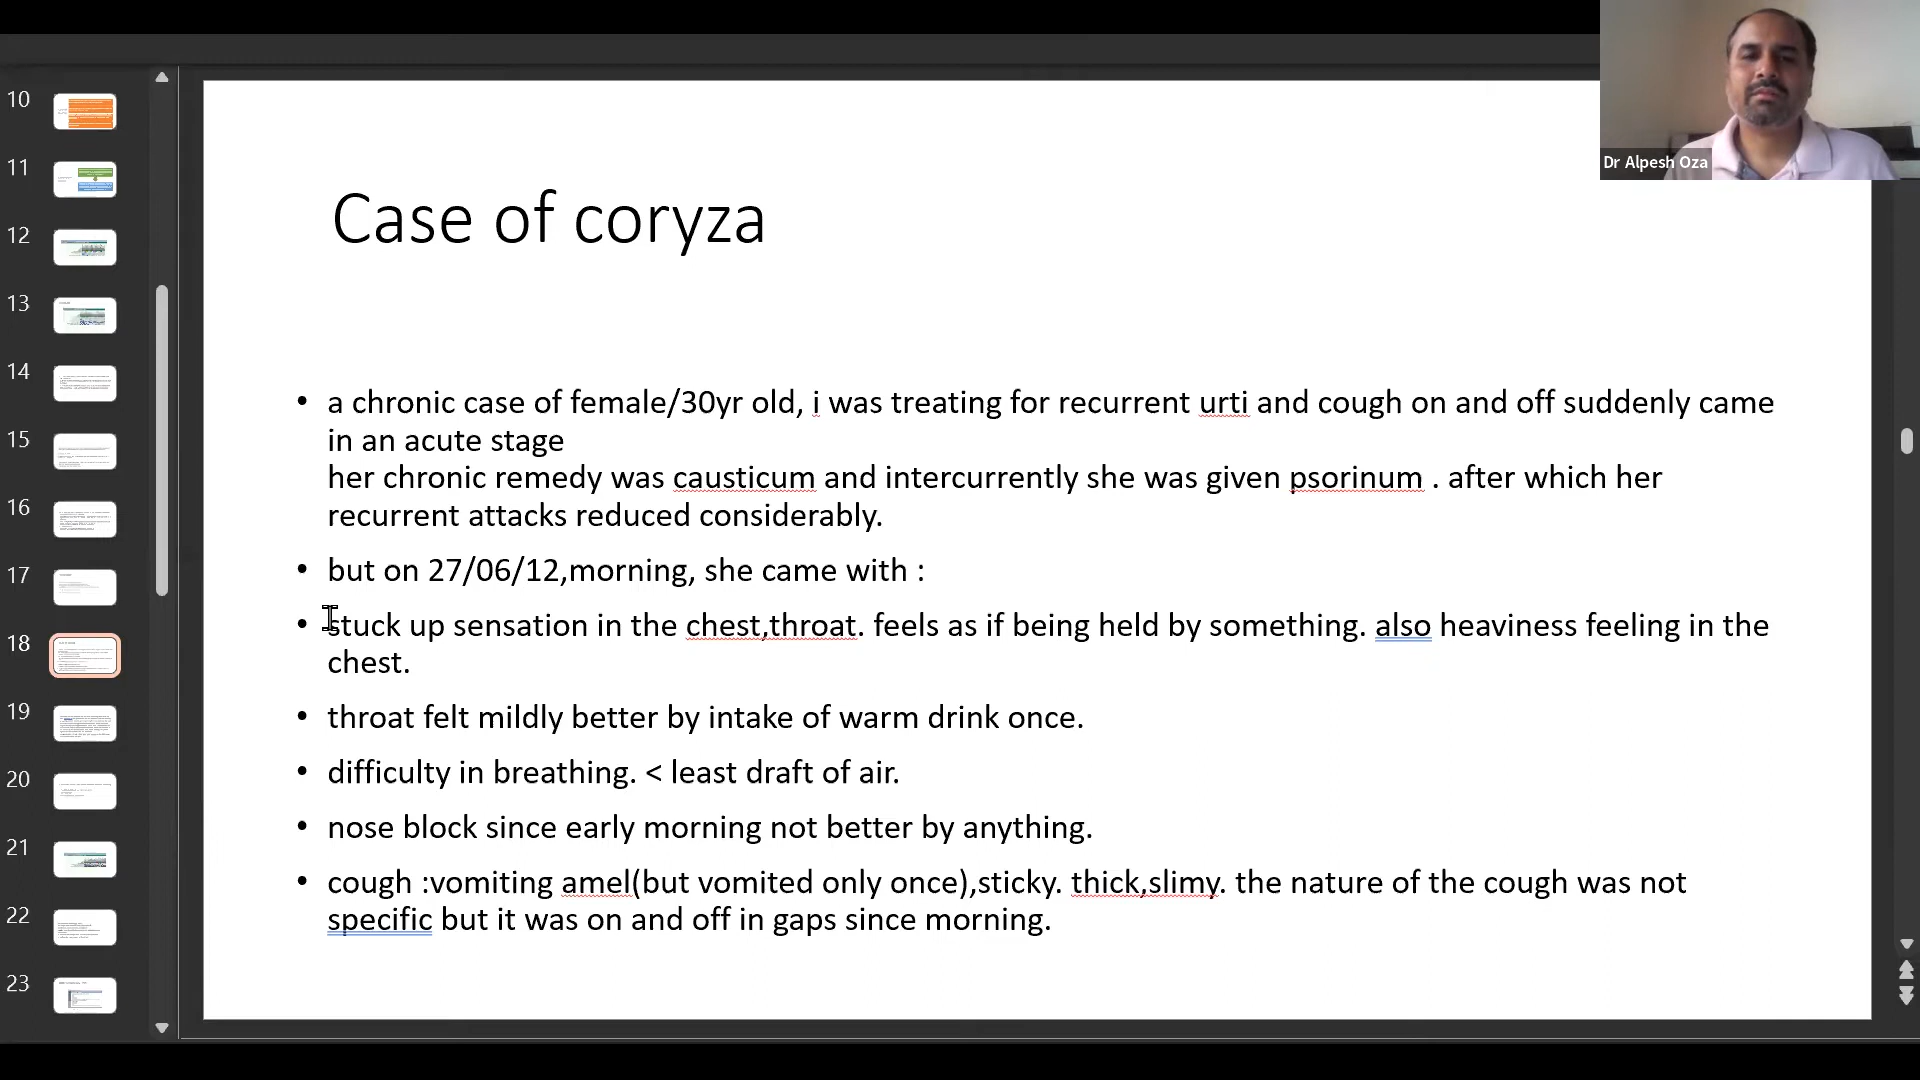 10
11
12
13
14
15
16
17
18
19
20
21
22
23
Dr Alpesh Oza
Case of coryza
• a chronic case of female/30yr old, i was treating for recurrent urti and cough on and off suddenly came
in an acute stage
her chronic remedy was causticum and intercurrently she was given psorinum . after which her
recurrent attacks reduced considerably.
• but on 27/06/12,morning, she came with :
• stuck up sensation in the chest,throat. feels as if being held by something. also heaviness feeling in the
chest.
• throat felt mildly better by intake of warm drink once.
• difficulty in breathing. < least draft of air.
• nose block since early morning not better by anything.
• cough :vomiting amel(but vomited only once),sticky. thick,slimy. the nature of the cough was not
specific but it was on and off in gaps since morning.